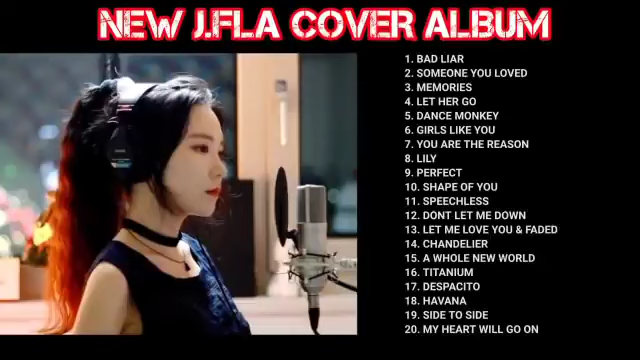 NEW J.FLA COVER ALBUM
1. BAD LIAR
2. SOMEONE YOU LOVED
3. MEMORIES
4. LET HER GO
5. DANCE MONKEY
6. GIRLS LIKE YOU
7. YOU ARE THE REASON
8. LILY
9. PERFECT
10. SHAPE OF YOU
11. SPEECHLESS
12. DONT LET ME DOWN
13. LET ME LOVE YOU & FADED
14. CHANDELIER
15. A WHOLE NEW WORLD
16. TITANIUM
17. DESPACITO
18. HAVANA
19. SIDE TO SIDE
20. MY HEART WILL GO ON